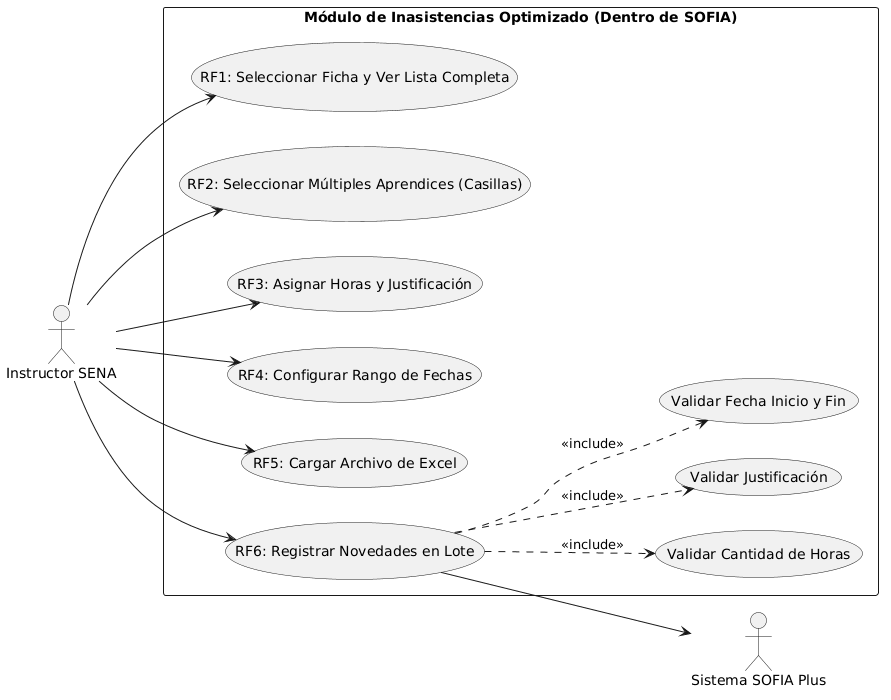 Módulo de Inasistencias Optimizado (Dentro de SOFIA)
RF1: Seleccionar Ficha y Ver Lista Completa
RF2: Seleccionar Múltiples Aprendices (Casillas)
RF3: Asignar Horas y Justificación
Instructor SENA
RF4: Configurar Rango de Fechas
Validar Fecha Inicio y Fin
«include»
RF5: Cargar Archivo de Excel
Validar Justificación
«include»
RF6: Registrar Novedades en Lote
«include»
Validar Cantidad de Horas
Sistema SOFIA Plus